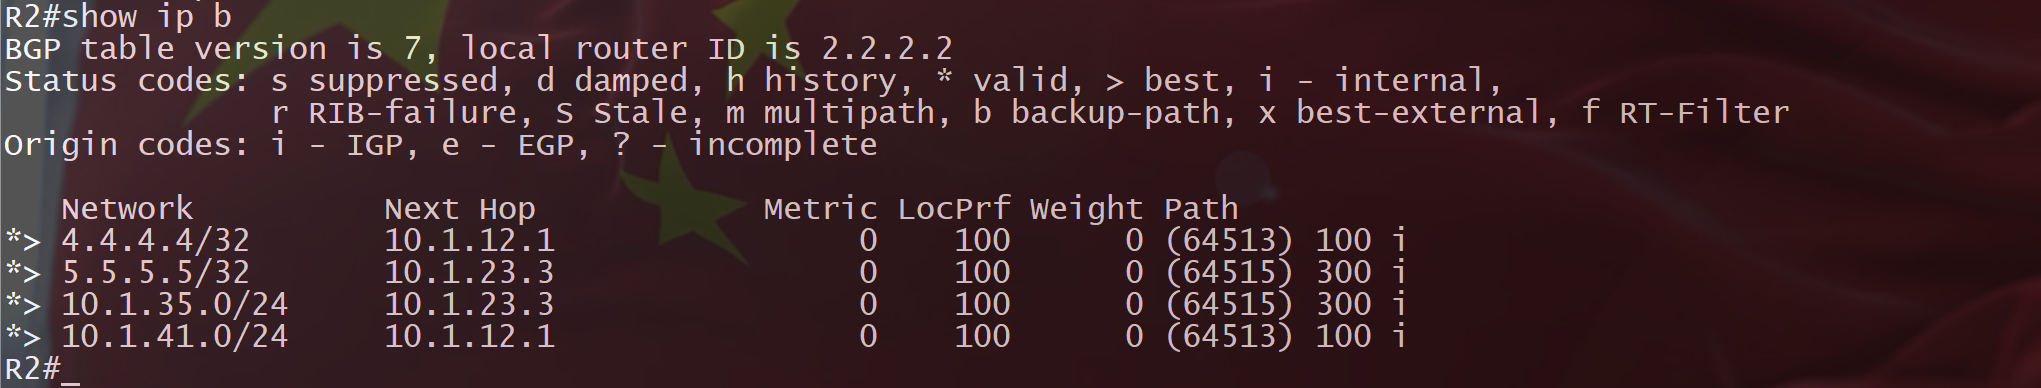 R2#show ip b
BGP table version is 7, local router ID is 2.2.2.2
Status codes: s suppressed, d damped, h history, * valid, > best, i - internal,
              r RIB-failure, S Stale, m multipath, b backup-path, x best-external, f RT-Filter
Origin codes: i - IGP, e - EGP, ? - incomplete

   Network          Next Hop            Metric LocPrf Weight Path
*> 4.4.4.4/32       10.1.12.1                0    100      0 (64513) 100 i
*> 5.5.5.5/32       10.1.23.3                0    100      0 (64515) 300 i
*> 10.1.35.0/24     10.1.23.3                0    100      0 (64515) 300 i
*> 10.1.41.0/24     10.1.12.1                0    100      0 (64513) 100 i
R2#_